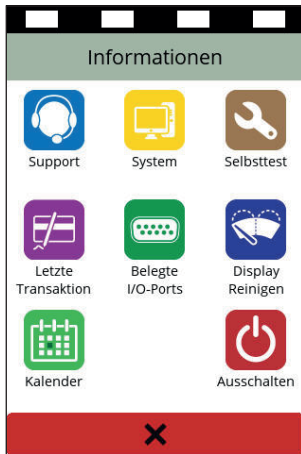 Informationen
Support
System
Selbsttest
Letzte
Transaktion
Belegte
I/O-Ports
Display
Reinigen
Kalender
Ausschalten